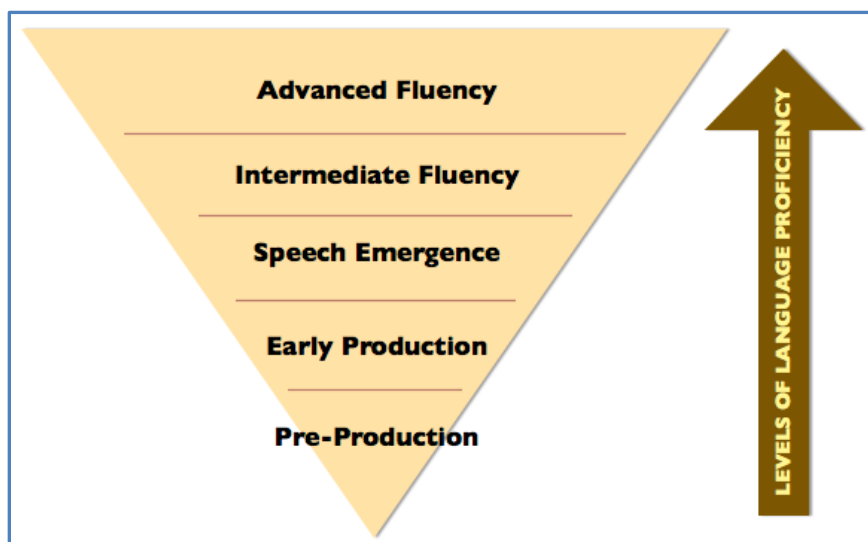 Advanced Fluency
Intermediate Fluency
Speech Emergence
Early Production
Pre-Production
LEVELS OF LANGUAGE PROFICIENCY